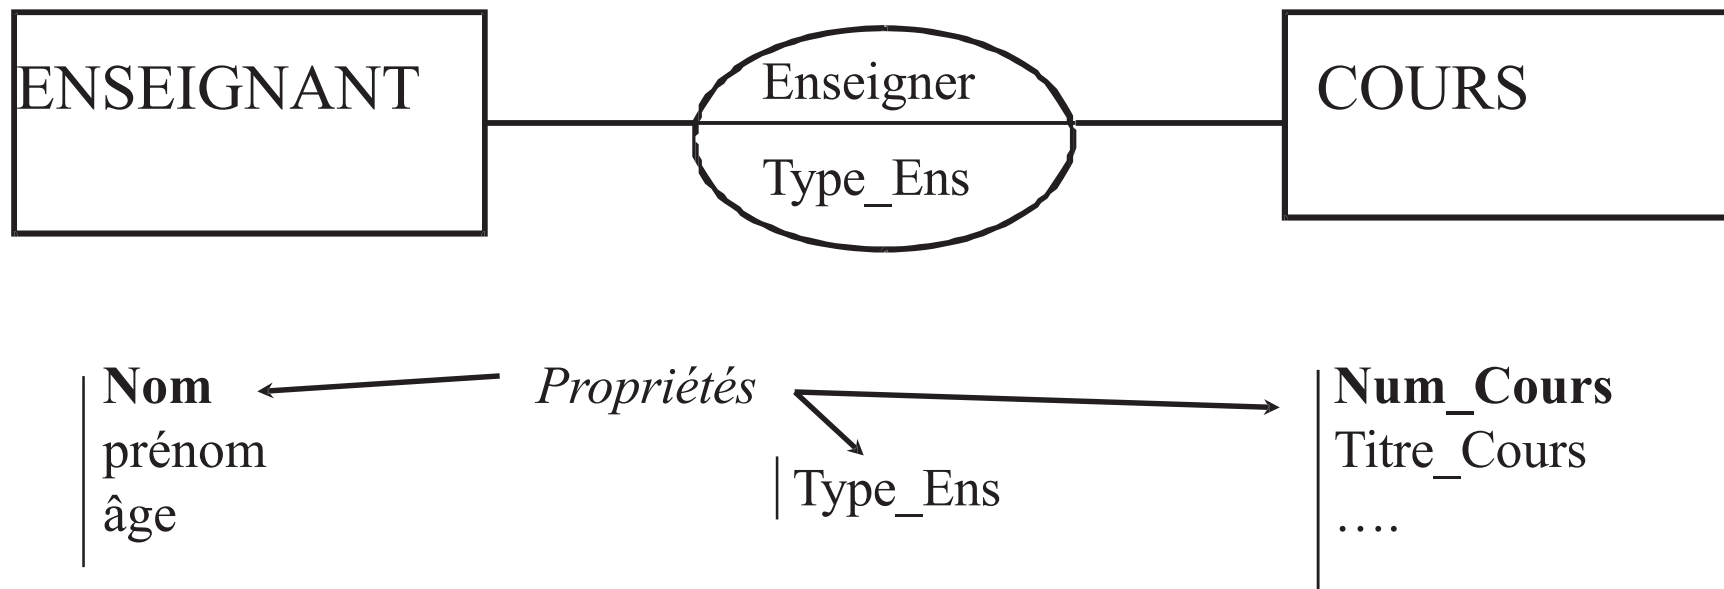 ENSEIGNANT
Enseigner
Type_Ens
COURS
Nom
prénom
âge
Propriétés
Type_Ens
Num_Cours
Titre_Cours
….